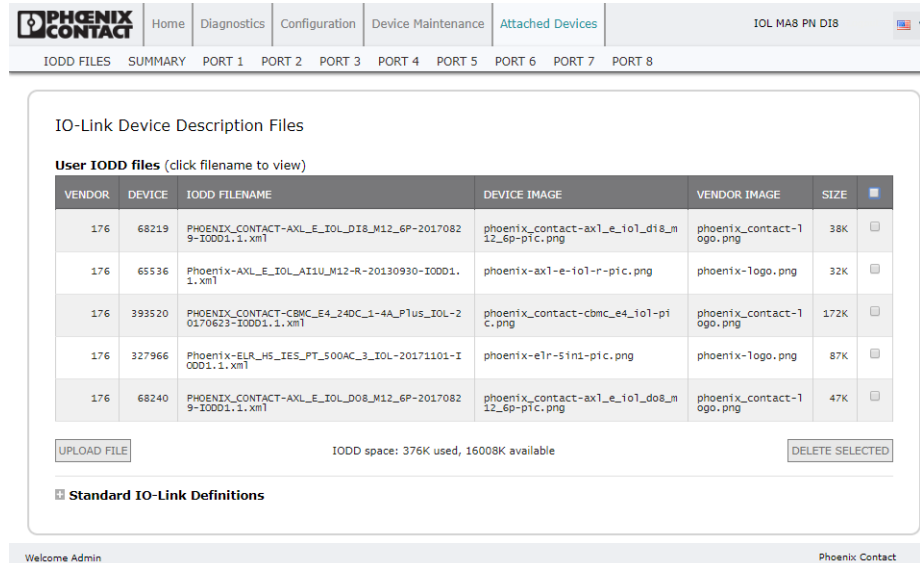 PHŒNIX CONTACT
Home Diagnostics Configuration Device Maintenance Attached Devices IOL MA8 PN DI8
IODD FILES SUMMARY PORT 1 PORT 2 PORT 3 PORT 4 PORT 5 PORT 6 PORT 7 PORT 8
IO-Link Device Description Files
User IODD files (click filename to view)
VENDOR DEVICE IODD FILENAME DEVICE IMAGE VENDOR IMAGE SIZE
176 68219 PHOENIX_CONTACT-AXL_E_IOL_DI8_M12_6P-2017082 phoenix_contact-axl_e_iol_di8_m phoenix_contact-l 38K
9-IODD1.1.xml 12_6p-pic.png ogo.png
176 65536 Phoenix-AXL_E_IOL_AI1U_M12-R-20130930-IODD1. phoenix-axl-e-iol-r-pic.png phoenix-logo.png 32K
1.xml
176 393520 PHOENIX_CONTACT-CBMC_E4_24DC_1-4A_Plus_IOL-2 phoenix_contact-cbmc_e4_iol-pi phoenix_contact-l 172K
0170623-IODD1.1.xml c.png ogo.png
176 327966 Phoenix-ELR_H5_IES_PT_500AC_3_IOL-20171101-I phoenix-elr-5in1-pic.png phoenix-logo.png 87K
ODD1.1.xml
176 68240 PHOENIX_CONTACT-AXL_E_IOL_DO8_M12_6P-2017082 phoenix_contact-axl_e_iol_do8_m phoenix_contact-l 47K
9-IODD1.1.xml 12_6p-pic.png ogo.png
UPLOAD FILE IODD space: 376K used, 16008K available DELETE SELECTED
Standard IO-Link Definitions
Welcome Admin Phoenix Contact